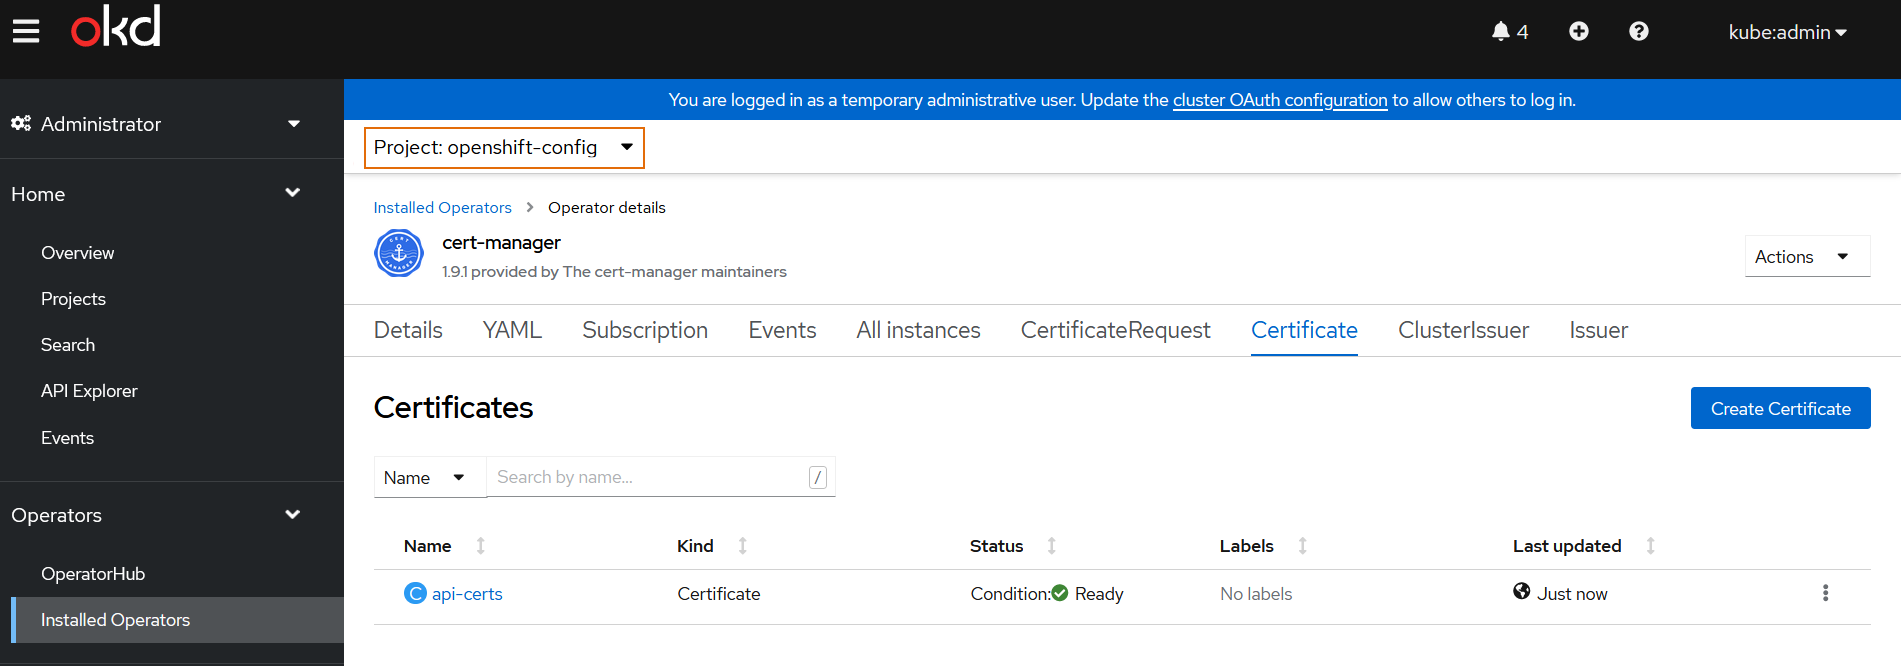 okd
4
kube:admin
Administrator
Home
Overview
Projects
Search
API Explorer
Events
Operators
OperatorHub
Installed Operators
You are logged in as a temporary administrative user. Update the cluster OAuth configuration to allow others to log in.
Project: openshift-config
Installed Operators > Operator details
CERT
MANAGER
cert-manager
1.9.1 provided by The cert-manager maintainers
Actions
Details YAML Subscription Events All instances CertificateRequest Certificate ClusterIssuer Issuer
Certificates
Create Certificate
Name Search by name... /
Name Kind Status Labels Last updated
C api-certs Certificate Condition: Ready No labels Just now